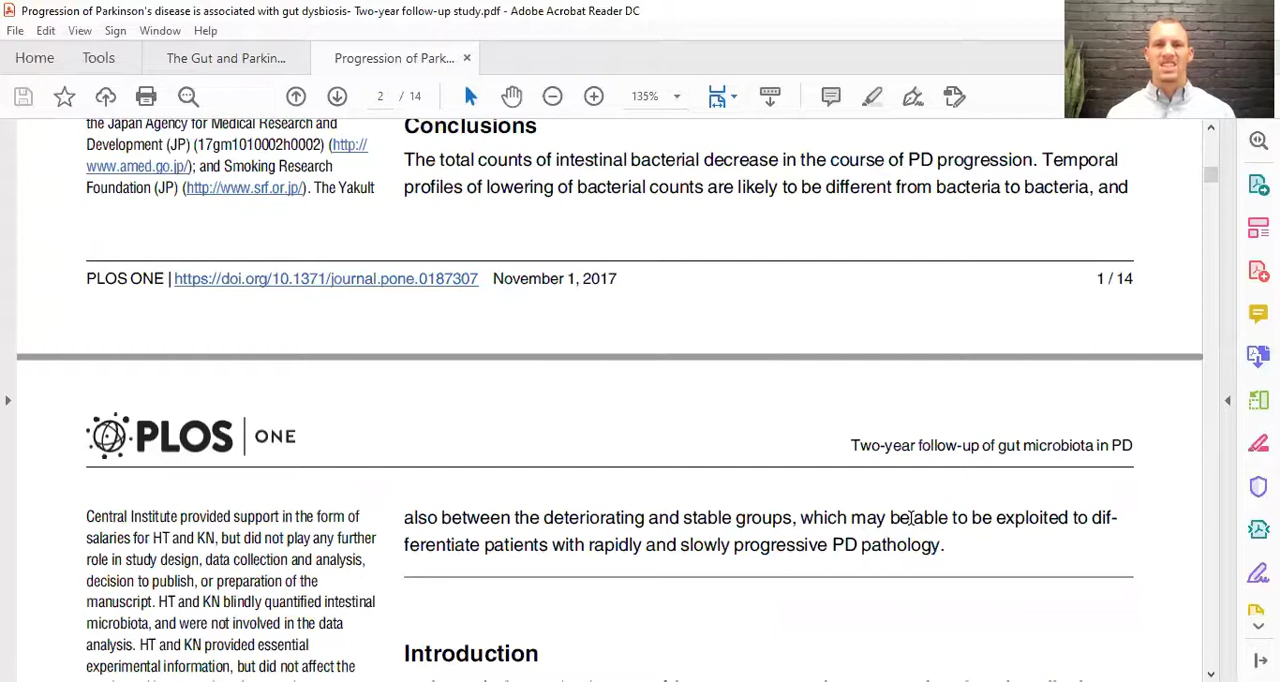 Progression of Parkinson's disease is associated with gut dysbiosis- Two-year follow-up study.pdf - Adobe Acrobat Reader DC
File Edit View Sign Window Help
Home Tools The Gut and Parkin... Progression of Park... ×
2 / 14 135%
the Japan Agency for Medical Research and
Development (JP) (17gm1010002h0002) (http://
www.amed.go.jp/); and Smoking Research
Foundation (JP) (http://www.srf.or.jp/). The Yakult
Conclusions
The total counts of intestinal bacterial decrease in the course of PD progression. Temporal
profiles of lowering of bacterial counts are likely to be different from bacteria to bacteria, and
PLOS ONE | https://doi.org/10.1371/journal.pone.0187307 November 1, 2017 1 / 14
PLOS | ONE
Two-year follow-up of gut microbiota in PD
Central Institute provided support in the form of
salaries for HT and KN, but did not play any further
role in study design, data collection and analysis,
decision to publish, or preparation of the
manuscript. HT and KN blindly quantified intestinal
microbiota, and were not involved in the data
analysis. HT and KN provided essential
experimental information, but did not affect the
also between the deteriorating and stable groups, which may be able to be exploited to dif-
ferentiate patients with rapidly and slowly progressive PD pathology.
Introduction